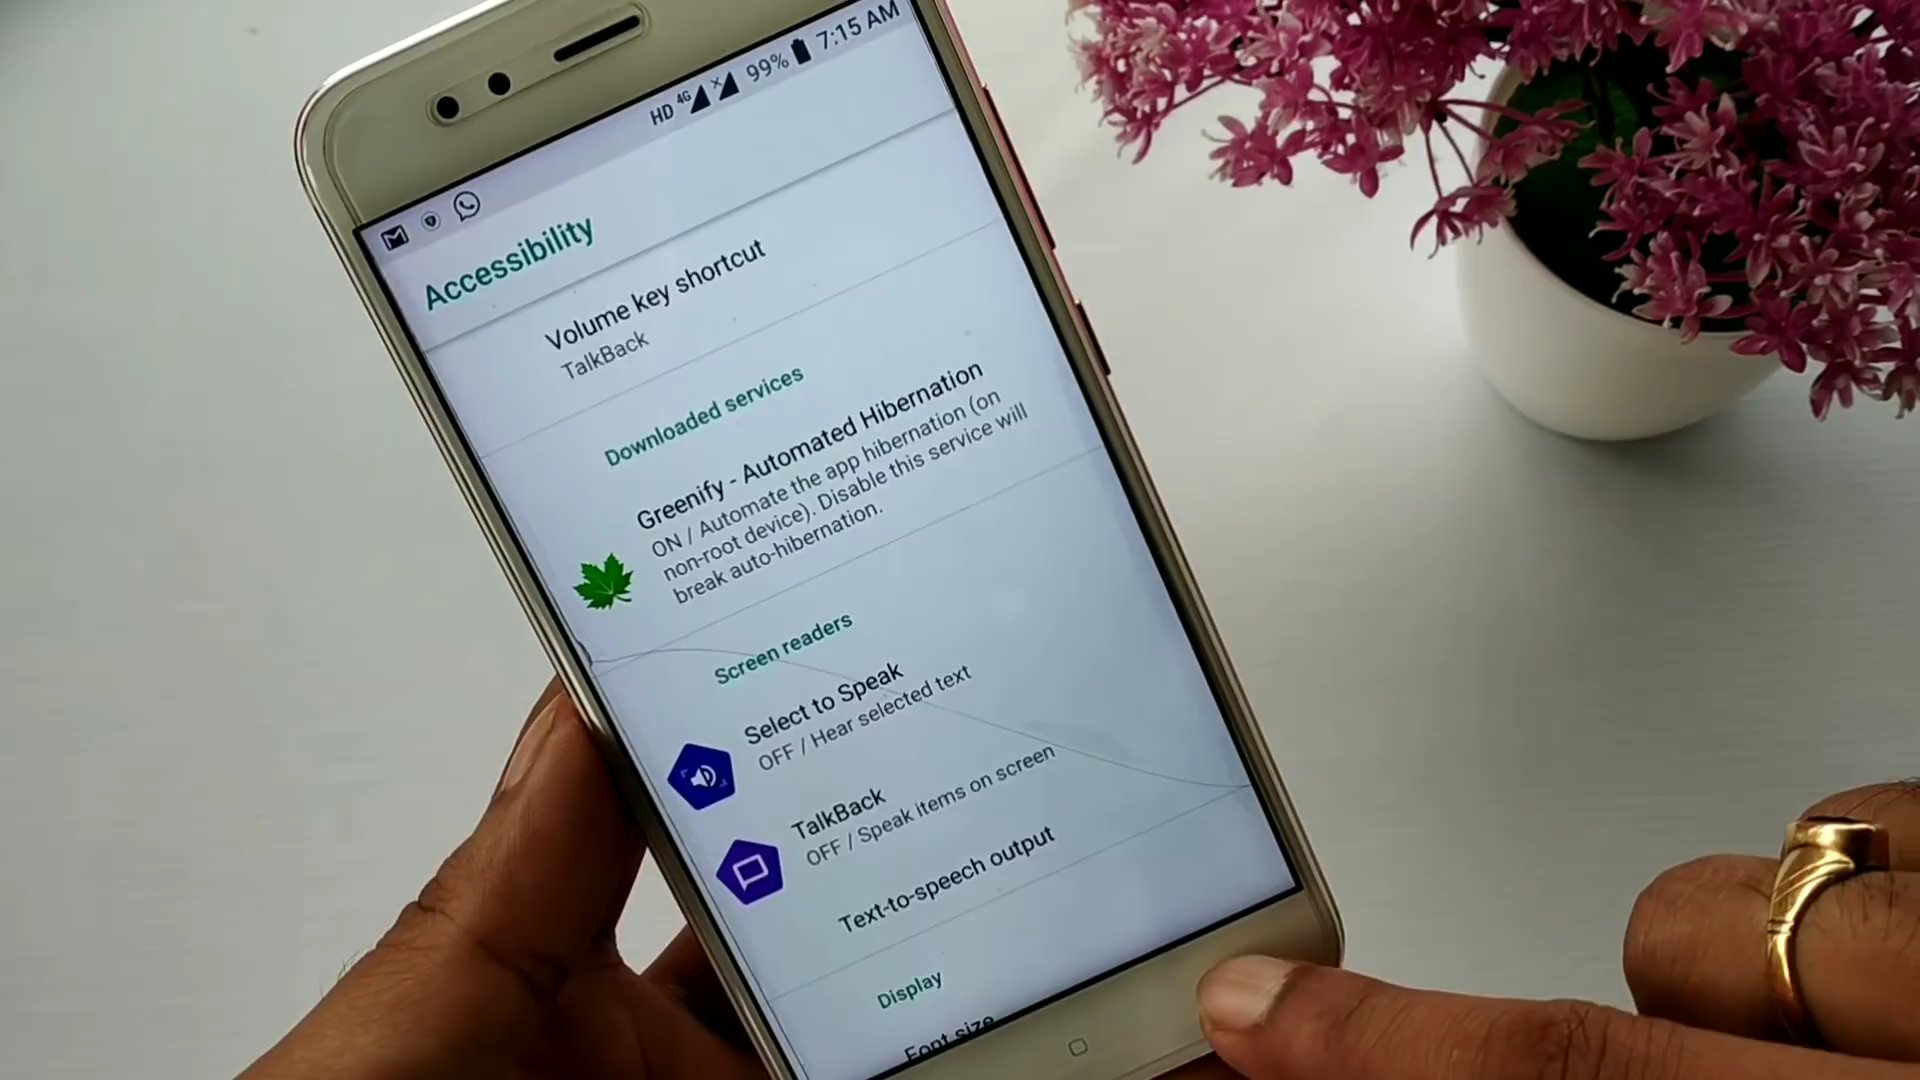 HD 4G 99% 7:15 AM
Accessibility
Volume key shortcut
TalkBack
Downloaded services
Greenify - Automated Hibernation
ON / Automate the app hibernation (on
non-root device). Disable this service will
break auto-hibernation.
Screen readers
Select to Speak
OFF / Hear selected text
TalkBack
OFF / Speak items on screen
Text-to-speech output
Display
Font size